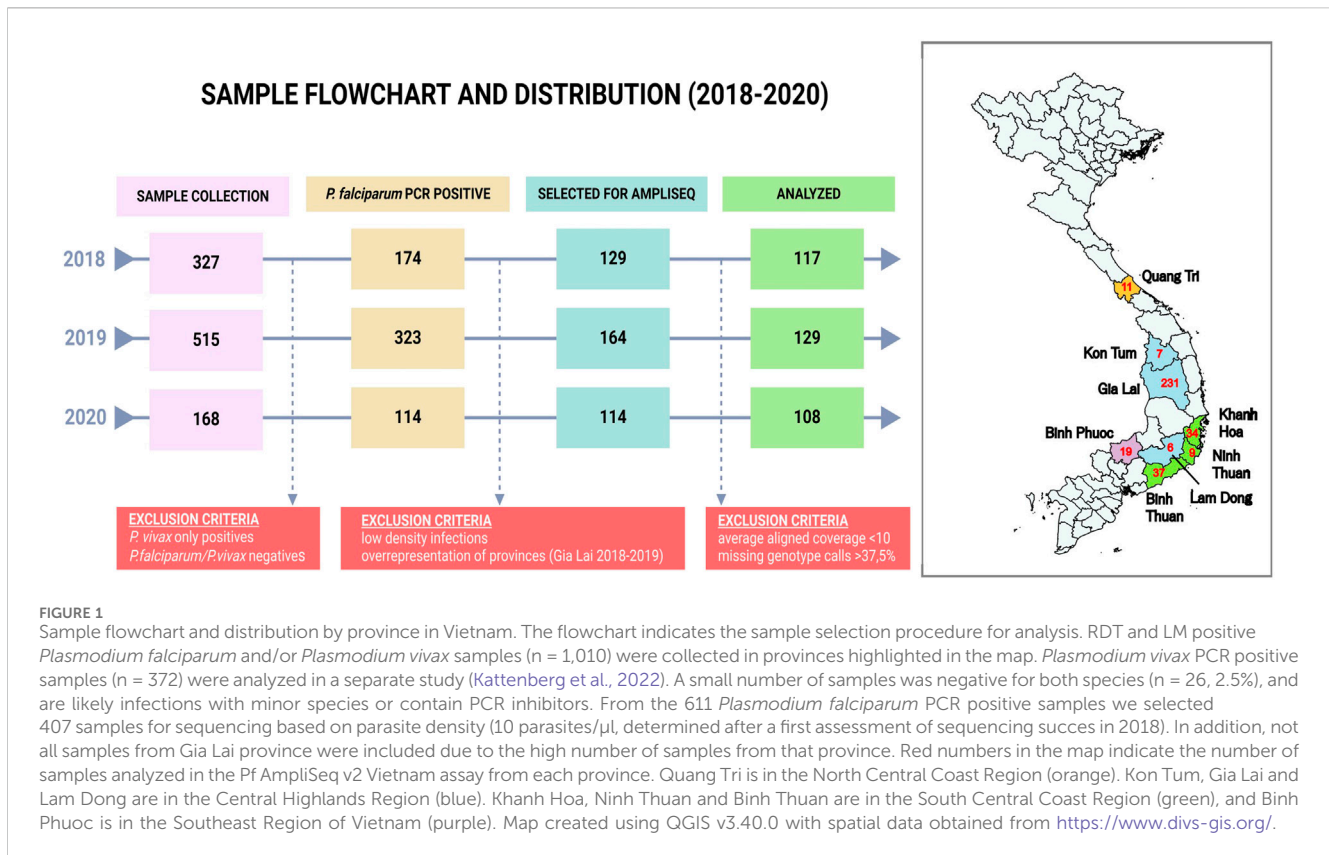 SAMPLE FLOWCHART AND DISTRIBUTION (2018-2020)
SAMPLE COLLECTION
P. falciparum PCR POSITIVE
SELECTED FOR AMPLISEQ
ANALYZED
2018
327
174
129
117
2019
515
323
164
129
2020
168
114
114
108
EXCLUSION CRITERIA
P. vivax only positives
P.falciparum/P.vivax negatives
EXCLUSION CRITERIA
low density infections
overrepresentation of provinces (Gia Lai 2018-2019)
EXCLUSION CRITERIA
average aligned coverage <10
missing genotype calls >37,5%
11
Quang Tri
Kon Tum
7
Gia Lai
231
Khanh
Hoa
34
Binh Phuoc
19
6
9
Ninh
Thuan
37
Lam Dong
Binh
Thuan
FIGURE 1
Sample flowchart and distribution by province in Vietnam. The flowchart indicates the sample selection procedure for analysis. RDT and LM positive
Plasmodium falciparum and/or Plasmodium vivax samples (n = 1,010) were collected in provinces highlighted in the map. Plasmodium vivax PCR positive
samples (n = 372) were analyzed in a separate study (Kattenberg et al., 2022). A small number of samples was negative for both species (n = 26, 2.5%), and
are likely infections with minor species or contain PCR inhibitors. From the 611 Plasmodium falciparum PCR positive samples we selected
407 samples for sequencing based on parasite density (10 parasites/µl, determined after a first assessment of sequencing succes in 2018). In addition, not
all samples from Gia Lai province were included due to the high number of samples from that province. Red numbers in the map indicate the number of
samples analyzed in the Pf AmpliSeq v2 Vietnam assay from each province. Quang Tri is in the North Central Coast Region (orange). Kon Tum, Gia Lai and
Lam Dong are in the Central Highlands Region (blue). Khanh Hoa, Ninh Thuan and Binh Thuan are in the South Central Coast Region (green), and Binh
Phuoc is in the Southeast Region of Vietnam (purple). Map created using QGIS v3.40.0 with spatial data obtained from https://www.divs-gis.org/.